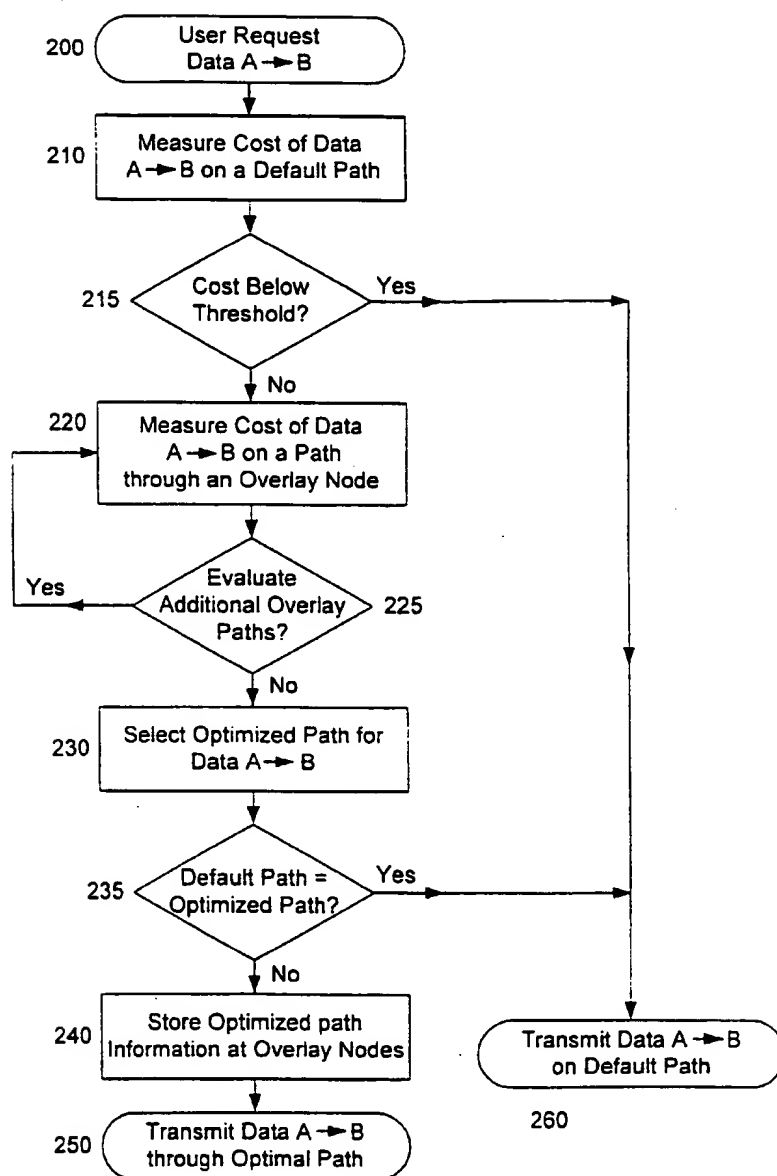 200
User Request
Data A → B
210
Measure Cost of Data
A → B on a Default Path
215
Cost Below
Threshold?
Yes
No
220
Measure Cost of Data
A → B on a Path
through an Overlay Node
Yes
Evaluate
Additional Overlay
Paths?
225
No
230
Select Optimized Path for
Data A → B
235
Default Path =
Optimized Path?
Yes
No
240
Store Optimized path
Information at Overlay Nodes
Transmit Data A → B
on Default Path
260
250
Transmit Data A → B
through Optimal Path